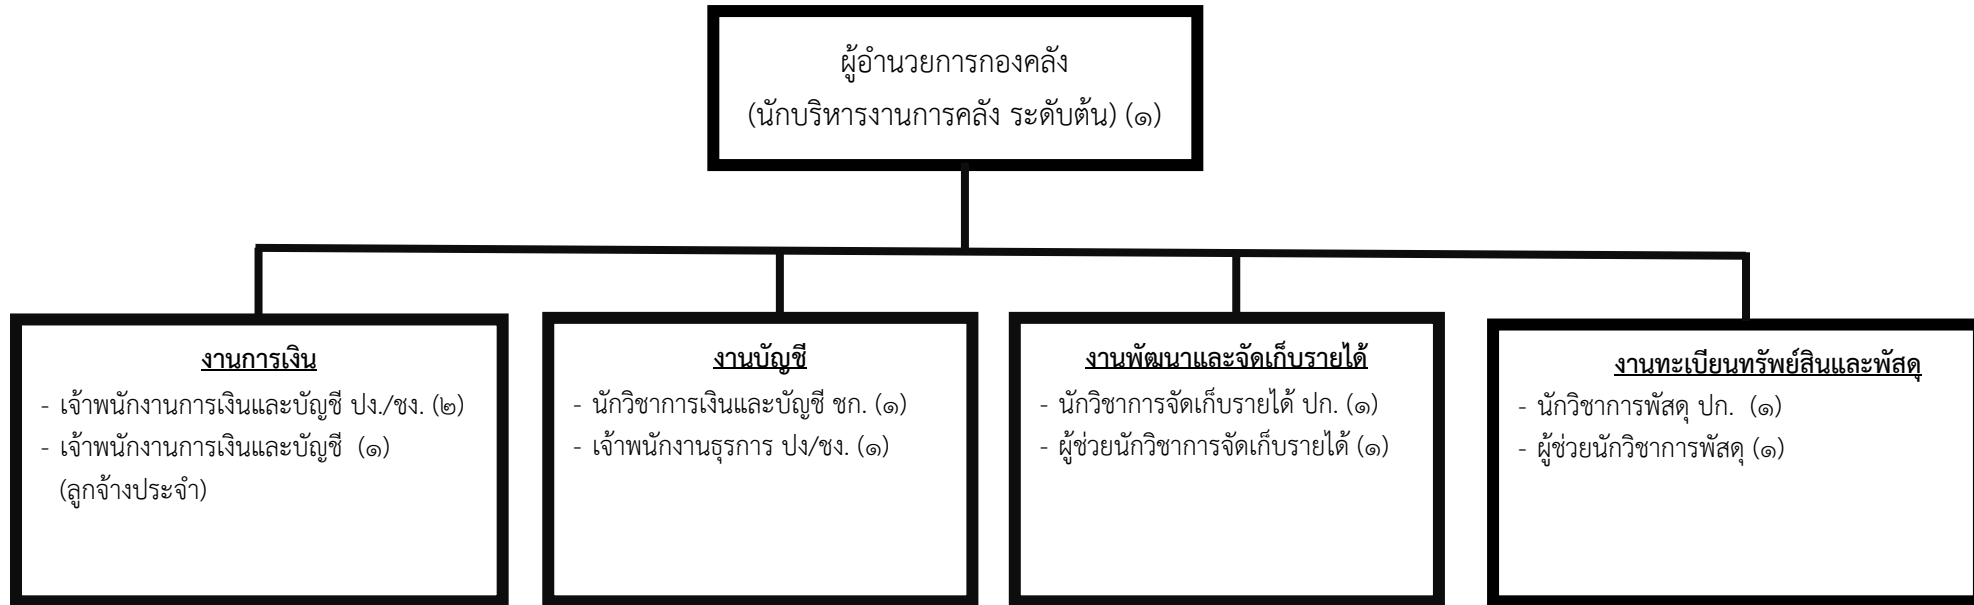 ผู้อำนวยการกองคลัง
(นักบริหารงานการคลัง ระดับต้น) (๑)
งานการเงิน
- เจ้าพนักงานการเงินและบัญชี ปง./ชง. (๒)
- เจ้าพนักงานการเงินและบัญชี (๑)
(ลูกจ้างประจำ)
งานบัญชี
- นักวิชาการเงินและบัญชี ชก. (๑)
- เจ้าพนักงานธุรการ ปง/ชง. (๑)
งานพัฒนาและจัดเก็บรายได้
- นักวิชาการจัดเก็บรายได้ ปก. (๑)
- ผู้ช่วยนักวิชาการจัดเก็บรายได้ (๑)
งานทะเบียนทรัพย์สินและพัสดุ
- นักวิชาการพัสดุ ปก. (๑)
- ผู้ช่วยนักวิชาการพัสดุ (๑)